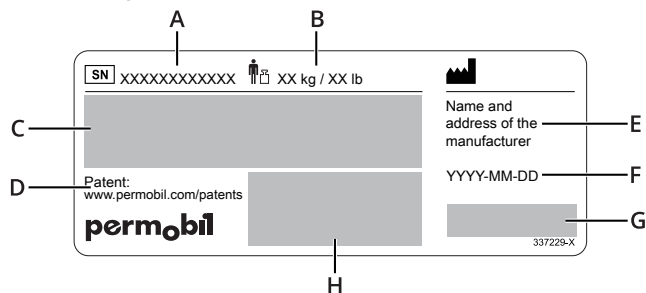 A
B
SN XXXXXXXXXXXX XX kg / XX lb
C
Name and
address of the
manufacturer
E
D
Patent:
www.permobil.com/patents
YYYY-MM-DD
F
permobil
G
337229-X
H